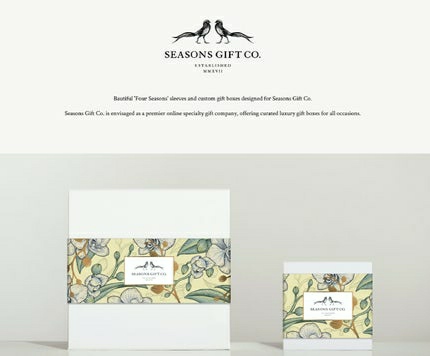 SEASONS GIFT CO.
ESTABLISHED
MMXVII
Bautiful 'Four Seasons' sleeves and custom gift boxes designed for Seasons Gift Co.
Seasons Gift Co. is envisaged as a premier online specialty gift company, offering curated luxury gift boxes for all occasions.
SEASONS GIFT CO.
SEASONS GIFT CO.